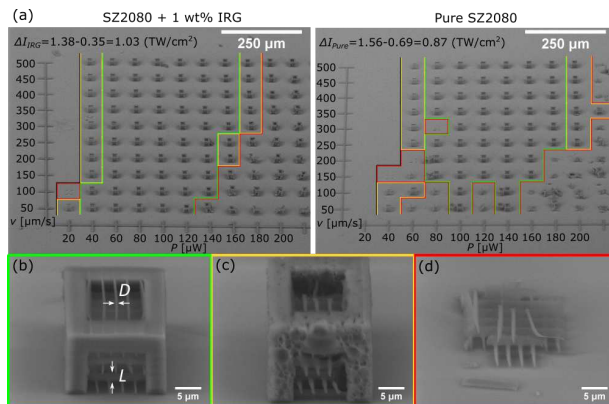 (a)
SZ2080 + 1 wt% IRG
Pure SZ2080
ΔI_IRG=1.38-0.35=1.03 (TW/cm²)
250 μm
ΔI_Pure=1.56-0.69=0.87 (TW/cm²)
250 μm
500
450
400
350
300
250
200
150
100
50
v [μm/s]
20 40 60 80 100 120 140 160 180 200
P [μW]
500
450
400
350
300
250
200
150
100
50
v [μm/s]
20 40 60 80 100 120 140 160 180 200
P [μW]
(b)
D
L
5 μm
(c)
5 μm
(d)
5 μm